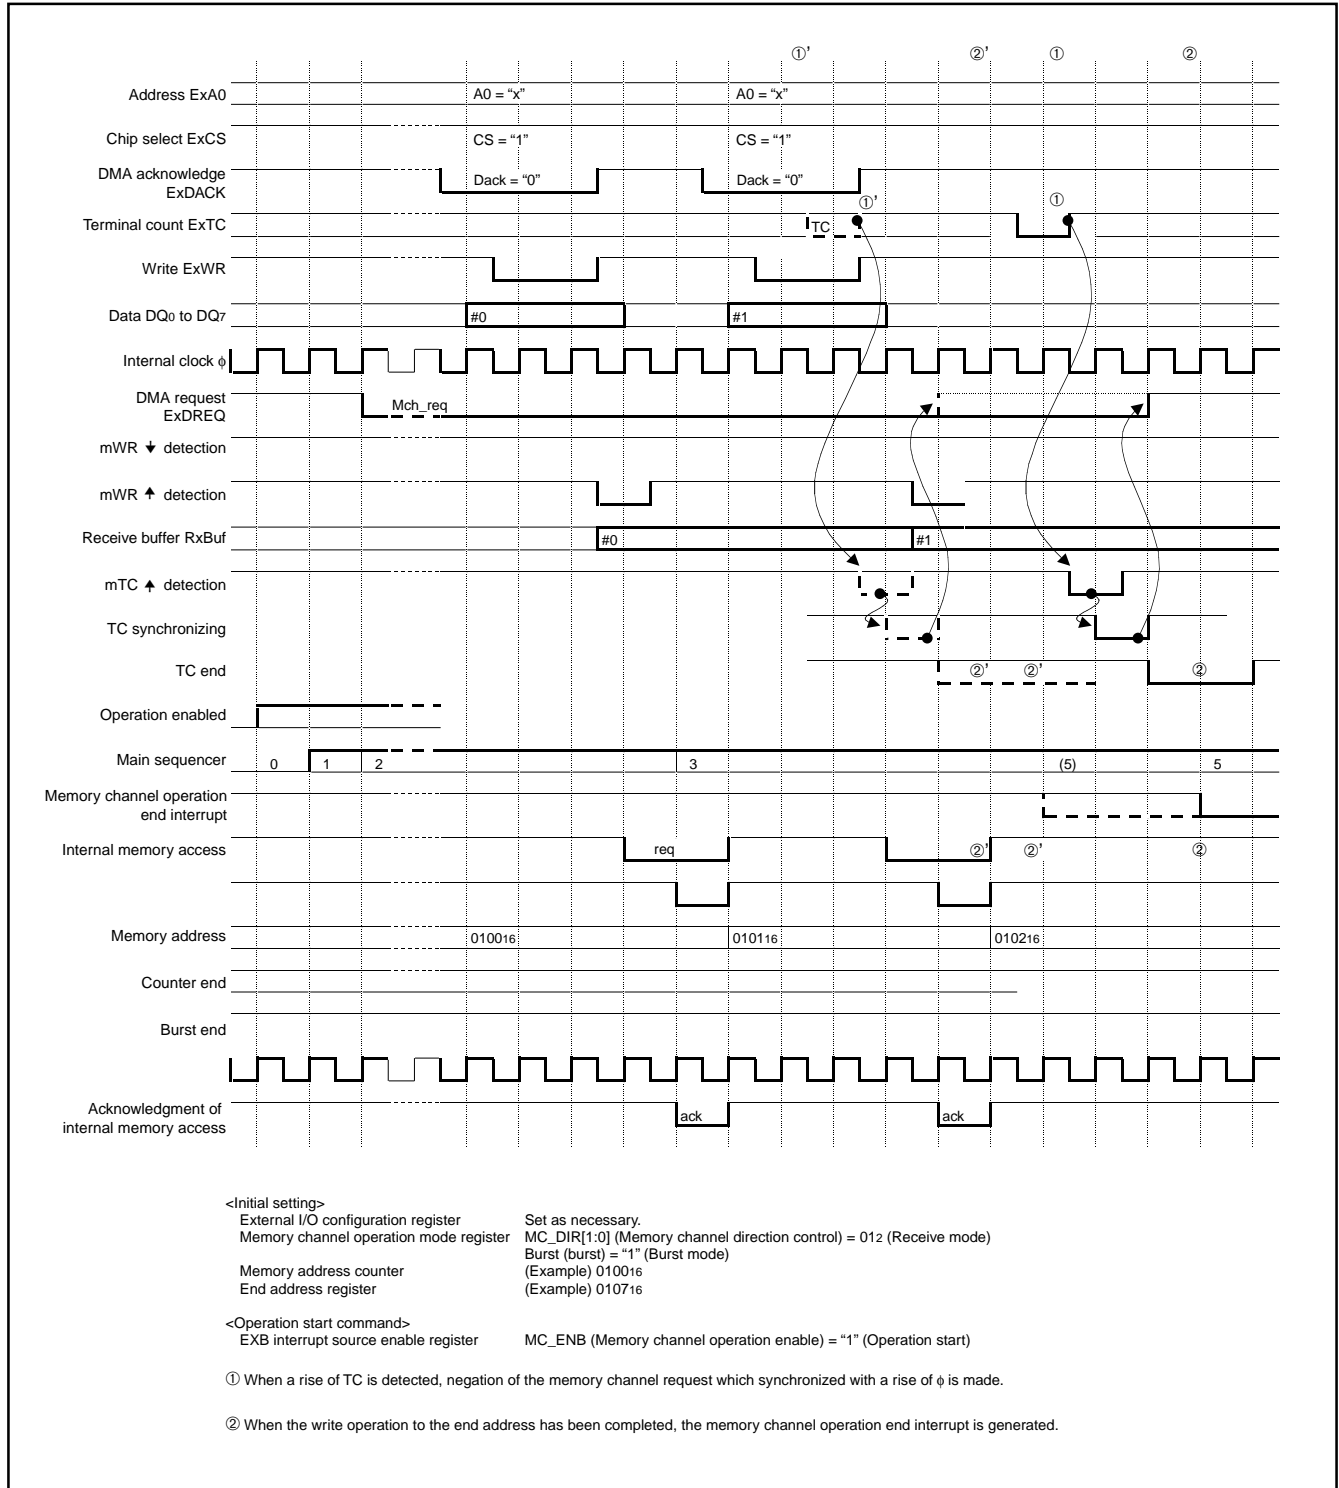 ①’ ②’ ① ②
Address ExA0 A0 = “x” A0 = “x”
Chip select ExCS CS = “1” CS = “1”
DMA acknowledge
ExDACK Dack = “0” Dack = “0”
①’ ①
Terminal count ExTC TC
Write ExWR
Data DQ0 to DQ7 #0 #1
Internal clock ϕ
DMA request
ExDREQ Mch_req
mWR ↓ detection
mWR ↑ detection
Receive buffer RxBuf #0 #1
mTC ↑ detection
TC synchronizing
TC end ②’ ②’ ②
Operation enabled
Main sequencer 0 1 2 3 (5) 5
Memory channel operation
end interrupt
Internal memory access req ②’ ②’ ②
Memory address 010016 010116 010216
Counter end
Burst end
Acknowledgment of
internal memory access ack ack
<Initial setting>
External I/O configuration register Set as necessary.
Memory channel operation mode register MC_DIR[1:0] (Memory channel direction control) = 012 (Receive mode)
Burst (burst) = “1” (Burst mode)
Memory address counter (Example) 010016
End address register (Example) 010716
<Operation start command>
EXB interrupt source enable register MC_ENB (Memory channel operation enable) = “1” (Operation start)
① When a rise of TC is detected, negation of the memory channel request which synchronized with a rise of ϕ is made.
② When the write operation to the end address has been completed, the memory channel operation end interrupt is generated.